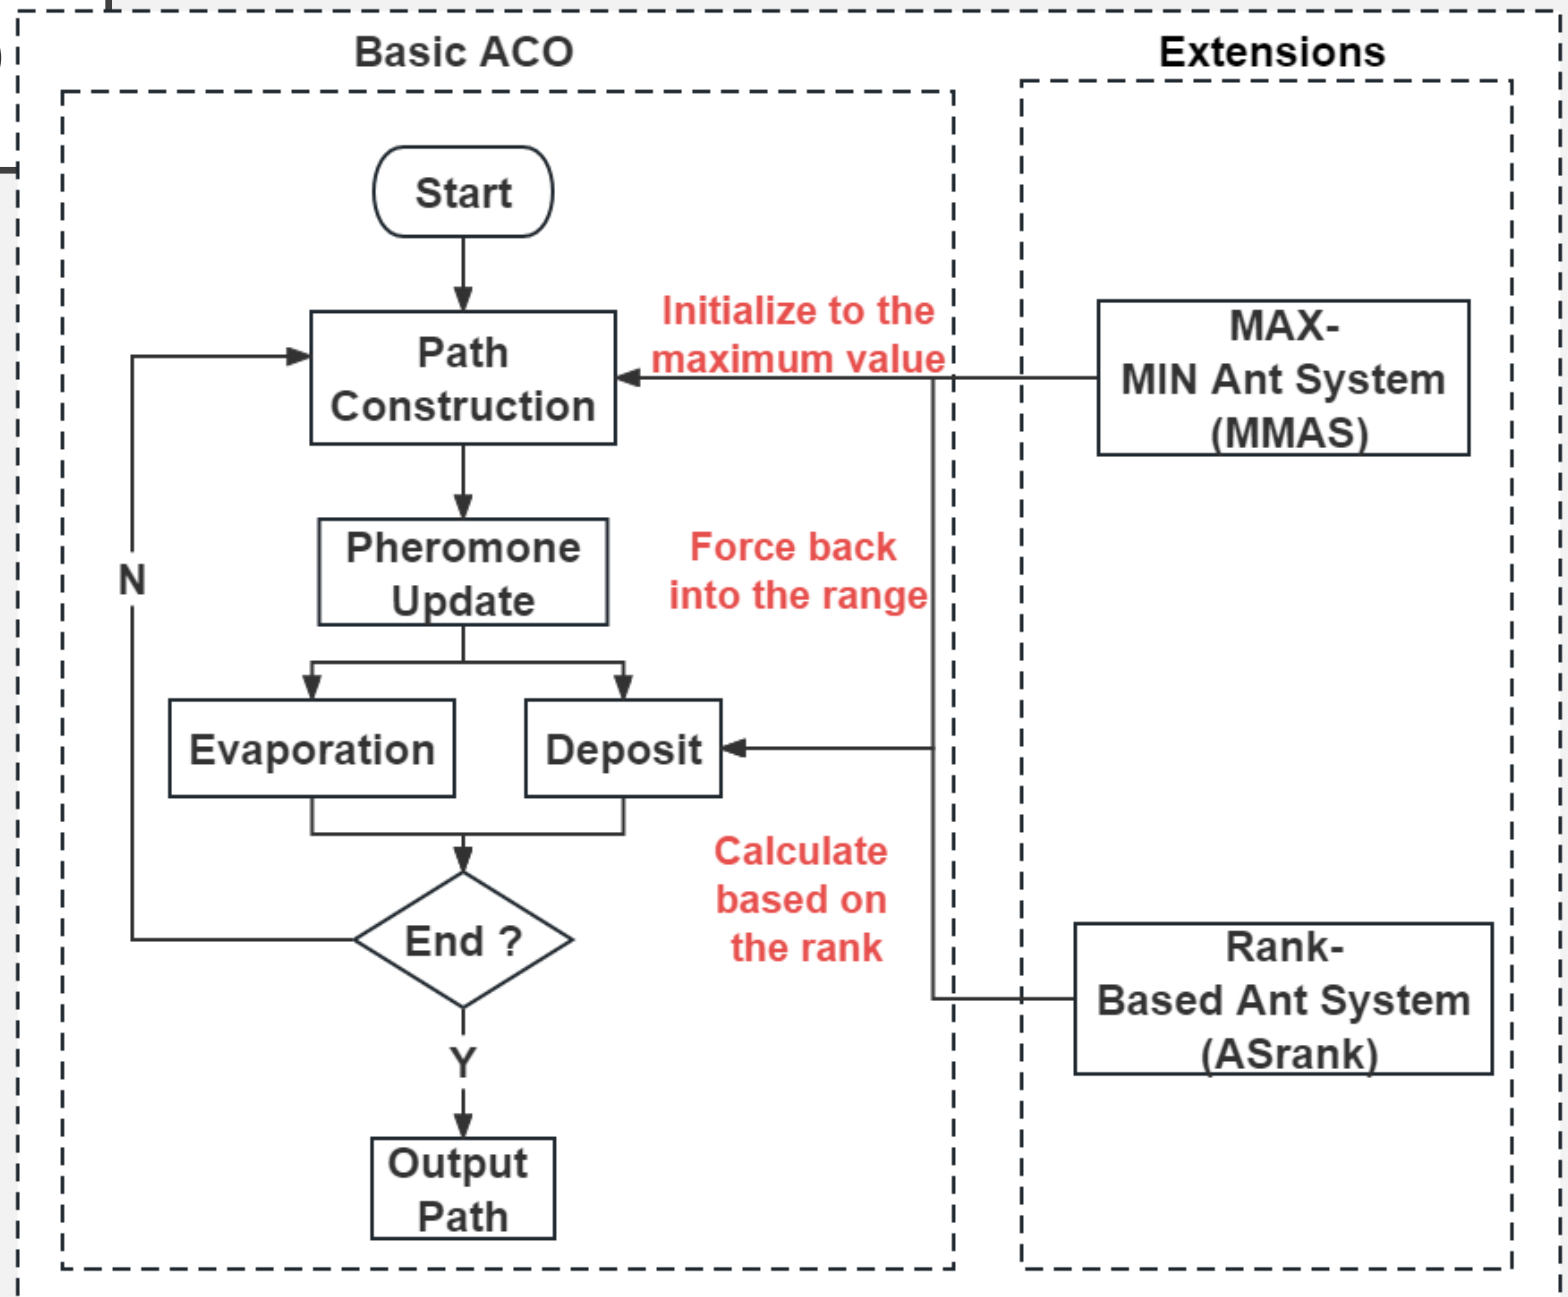 Basic ACO
Extensions
Start
Path
Construction
Initialize to the
maximum value
MAX-
MIN Ant System
(MMAS)
Pheromone
Update
Force back
into the range
N
Evaporation
Deposit
Calculate
based on
the rank
End ?
Rank-
Based Ant System
(ASrank)
Y
Output
Path